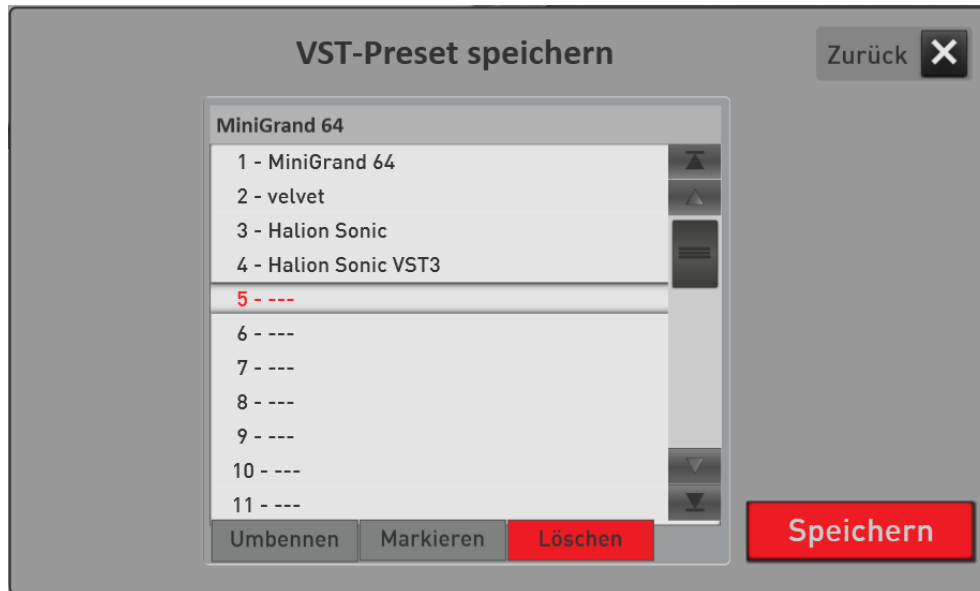 VST-Preset speichern
Zurück
MiniGrand 64
1 - MiniGrand 64
2 - velvet
3 - Halion Sonic
4 - Halion Sonic VST3
5 - ---
6 - ---
7 - ---
8 - ---
9 - ---
10 - ---
11 - ---
Umbennen Markieren Löschen
Speichern